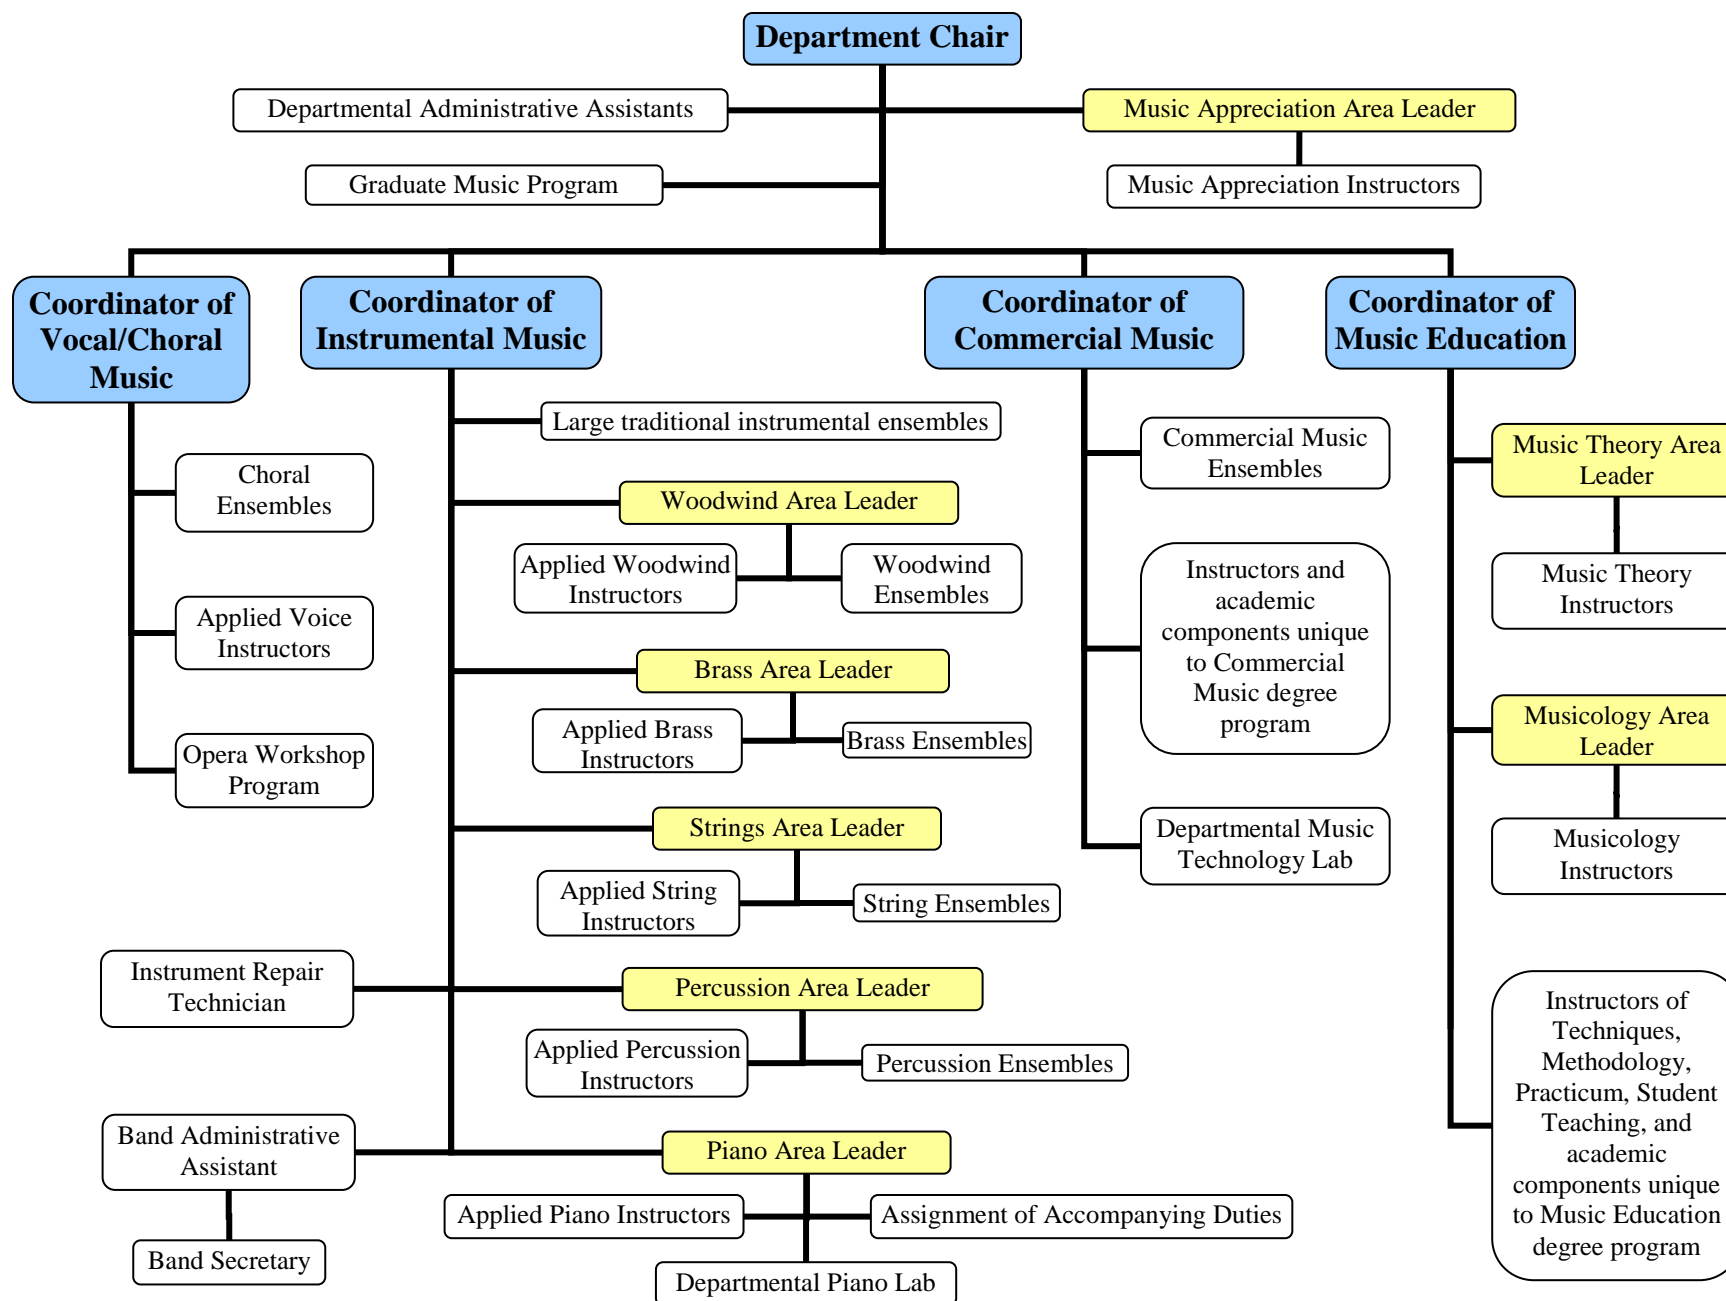 Department Chair
Departmental Administrative Assistants
Music Appreciation Area Leader
Graduate Music Program
Music Appreciation Instructors
Coordinator of
Vocal/Choral
Music
Coordinator of
Instrumental Music
Coordinator of
Commercial Music
Coordinator of
Music Education
Choral
Ensembles
Applied Voice
Instructors
Opera Workshop
Program
Large traditional instrumental ensembles
Woodwind Area Leader
Applied Woodwind
Instructors
Woodwind
Ensembles
Brass Area Leader
Applied Brass
Instructors
Brass Ensembles
Strings Area Leader
Applied String
Instructors
String Ensembles
Instrument Repair
Technician
Percussion Area Leader
Applied Percussion
Instructors
Percussion Ensembles
Band Administrative
Assistant
Band Secretary
Piano Area Leader
Applied Piano Instructors
Assignment of Accompanying Duties
Departmental Piano Lab
Commercial Music
Ensembles
Instructors and
academic
components unique
to Commercial
Music degree
program
Departmental Music
Technology Lab
Music Theory Area
Leader
Music Theory
Instructors
Musicology Area
Leader
Musicology
Instructors
Instructors of
Techniques,
Methodology,
Practicum, Student
Teaching, and
academic
components unique
to Music Education
degree program